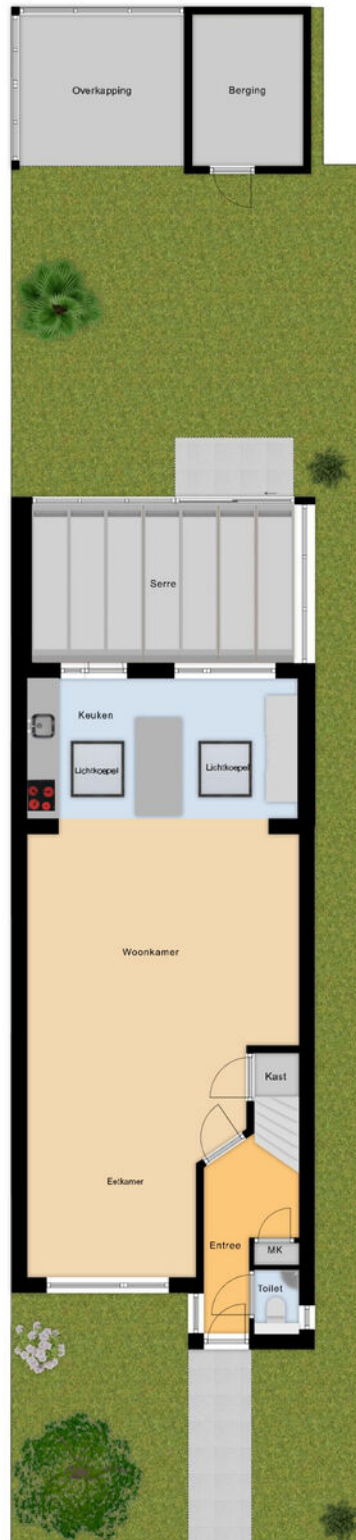 Overkapping
Berging
Serre
Keuken
Lichtkoepel
Lichtkoepel
Woonkamer
Kast
Eetkamer
Entree
MK
Toilet